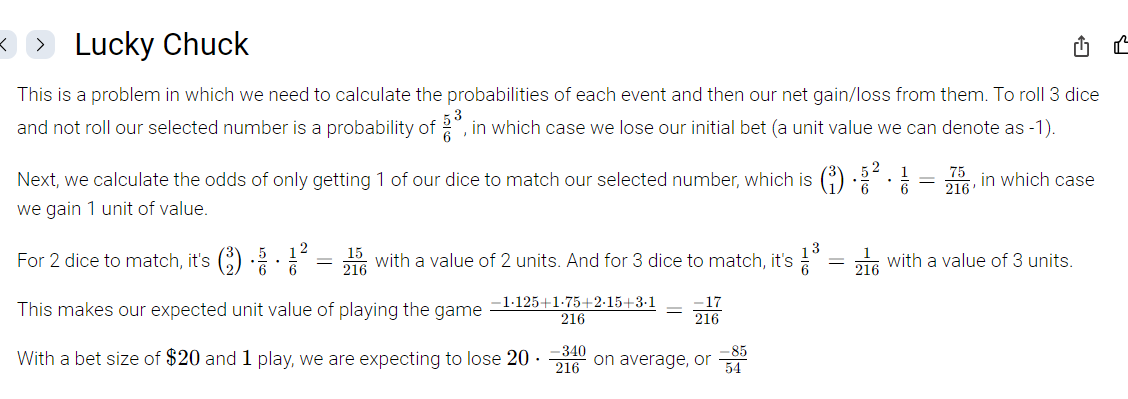 Lucky Chuck
This is a problem in which we need to calculate the probabilities of each event and then our net gain/loss from them. To roll 3 dice
and not roll our selected number is a probability of $\frac{5}{6}^3$, in which case we lose our initial bet (a unit value we can denote as -1).
Next, we calculate the odds of only getting 1 of our dice to match our selected number, which is $\binom{3}{1} \cdot \frac{5}{6}^2 \cdot \frac{1}{6} = \frac{75}{216}$, in which case
we gain 1 unit of value.
For 2 dice to match, it's $\binom{3}{2} \cdot \frac{5}{6} \cdot \frac{1}{6}^2 = \frac{15}{216}$ with a value of 2 units. And for 3 dice to match, it's $\frac{1}{6}^3 = \frac{1}{216}$ with a value of 3 units.
This makes our expected unit value of playing the game $\frac{-1 \cdot 125+1 \cdot 75+2 \cdot 15+3 \cdot 1}{216} = \frac{-17}{216}$
With a bet size of $20 and 1 play, we are expecting to lose $20 \cdot \frac{-340}{216}$ on average, or $\frac{-85}{54}$